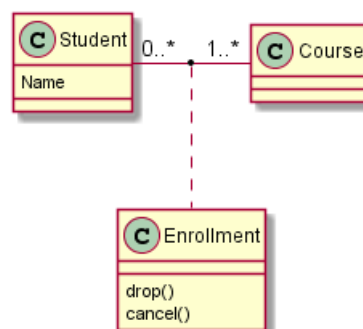 C Student
0..*
1..*
C Course
Name
C Enrollment
drop()
cancel()